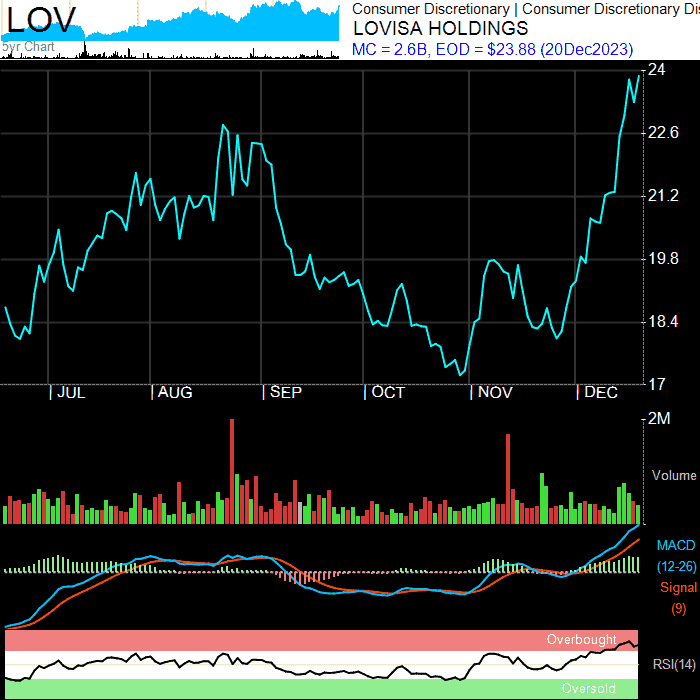 LOV
5yr Chart
Consumer Discretionary | Consumer Discretionary Dis
LOVISA HOLDINGS
MC = 2.6B, EOD = $23.88 (20Dec2023)
24
22.6
21.2
19.8
18.4
17
| JUL | AUG | SEP | OCT | NOV | DEC
2M
Volume
MACD
(12-26)
Signal
(9)
Overbought
RSI(14)
Oversold